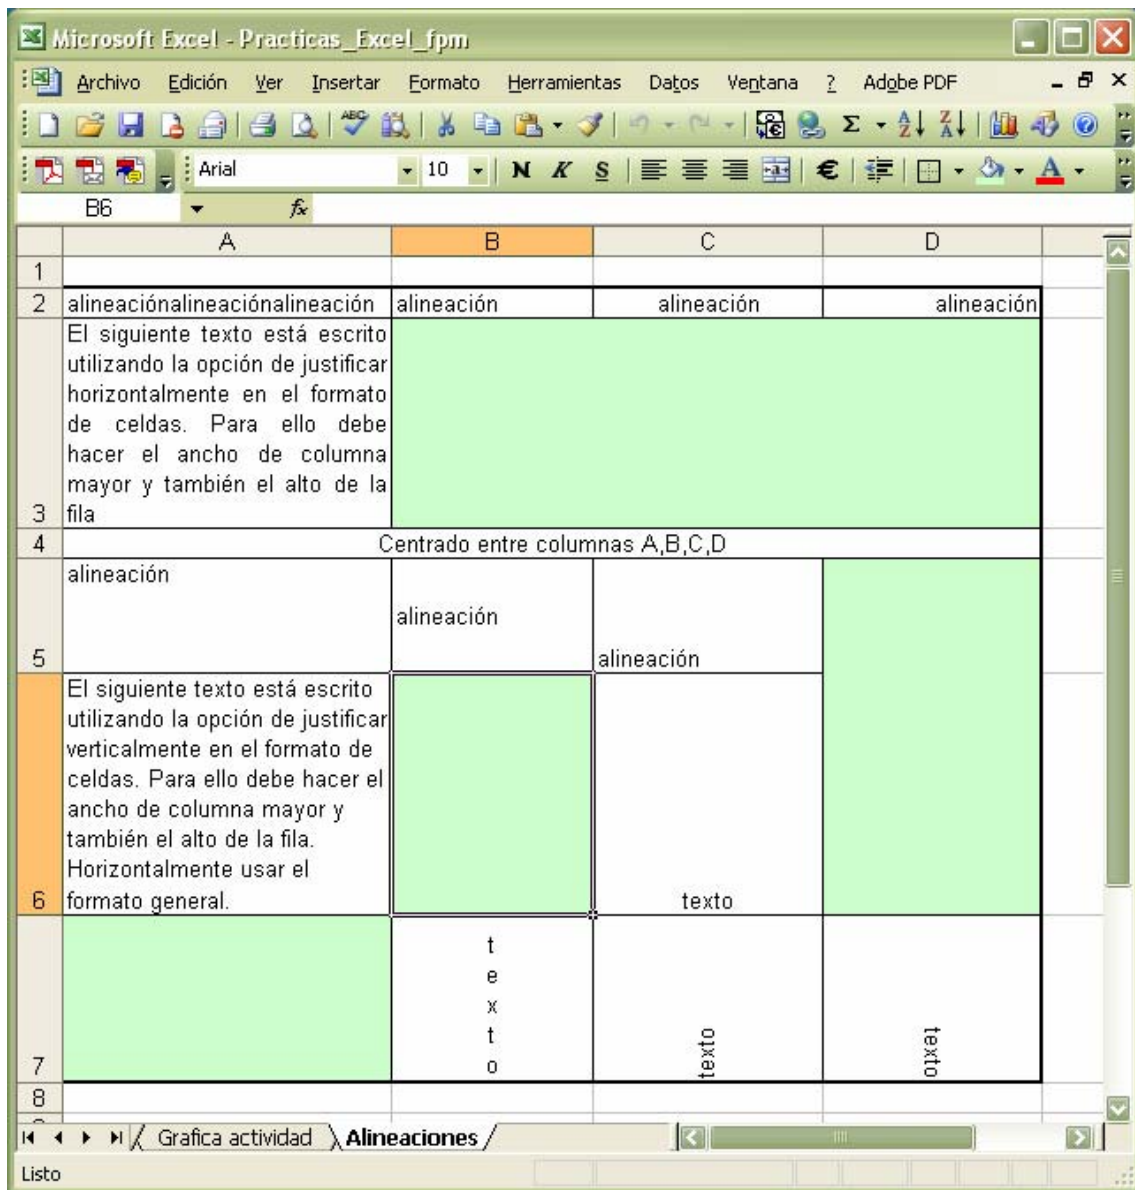 Microsoft Excel - Practicas_Excel_fpm
Archivo Edición Ver Insertar Formato Herramientas Datos Ventana ? Adobe PDF
Arial 10 N K S €
B6 fx
A B C D
1
2 alineaciónalineaciónalineación alineación alineación alineación
El siguiente texto está escrito
utilizando la opción de justificar
horizontalmente en el formato
de celdas. Para ello debe
hacer el ancho de columna
mayor y también el alto de la
3 fila
4 Centrado entre columnas A,B,C,D
alineación
alineación
5 alineación
El siguiente texto está escrito
utilizando la opción de justificar
verticalmente en el formato de
celdas. Para ello debe hacer el
ancho de columna mayor y
también el alto de la fila.
Horizontalmente usar el
6 formato general. texto
t
e
x
t
o
texto
texto
7
8
Grafica actividad Alineaciones
Listo